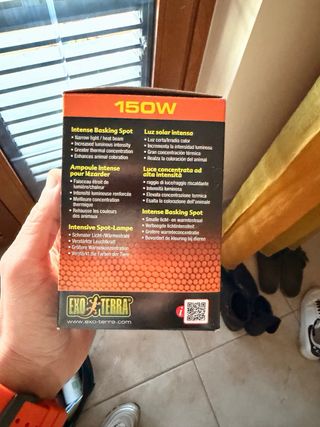 150W
Intense Basking Spot
• Narrow light / heat beam
• Increased luminous intensity
• Greater thermal concentration
• Enhances animal coloration
Ampoule intense
pour lézarder
• Faisceau étroit de
lumière/chaleur
• Intensité lumineuse renforcée
• Meilleure concentration
thermique
• Rehausse les couleurs
des animaux
Intensive Spot-Lampe
• Schmaler Licht-/Wärmestrahl
• Verstärkte Leuchtkraft
• Größere Wärmekonzentration
• Verstärkt die Farben der Tiere
Luz solar intensa
• Luz certa/irradia calor
• Incrementa la intensidad luminosa
• Gran concentración térmica
• Realza la coloración del animal
Luce concentrata ad
alta intensità
• raggio di luce/raggio riscaldante
• Intensità luminosa
• Elevata concentrazione termica
• Esalta la colorazione dell'animale
Intense Basking Spot
• Smalle licht- en warmtestraal
• Verhoogde lichtintensiteit
• Grotere warmteconcentratie
• Bevordert de kleuring bij dieren
EXO TERRA
www.exo-terra.com
i